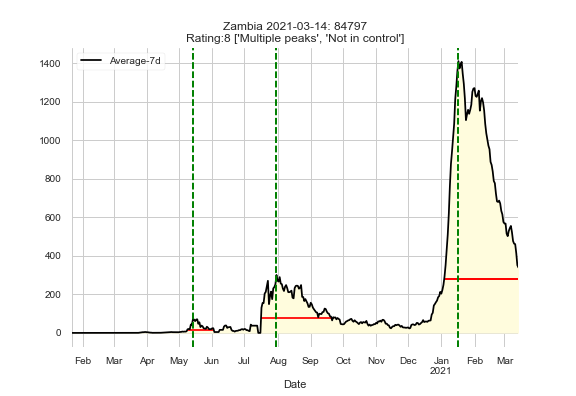 Zambia 2021-03-14: 84797
Rating:8 ['Multiple peaks', 'Not in control']
Average-7d
1400
1200
1000
800
600
400
200
0
Feb Mar Apr May Jun Jul Aug Sep Oct Nov Dec Jan Feb Mar
2021
Date